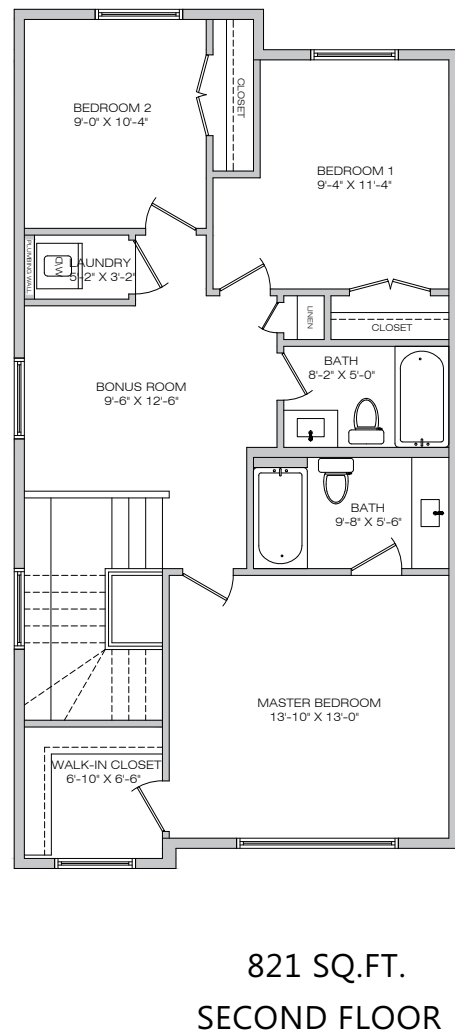 BEDROOM 2
9'-0" X 10'-4"
CLOSET
BEDROOM 1
9'-4" X 11'-4"
PLUMBING WALL
W/D
LAUNDRY
5'-2" X 3'-2"
LINEN
CLOSET
BATH
8'-2" X 5'-0"
BONUS ROOM
9'-6" X 12'-6"
BATH
9'-8" X 5'-6"
MASTER BEDROOM
13'-10" X 13'-0"
WALK-IN CLOSET
6'-10" X 6'-6"
821 SQ.FT.
SECOND FLOOR